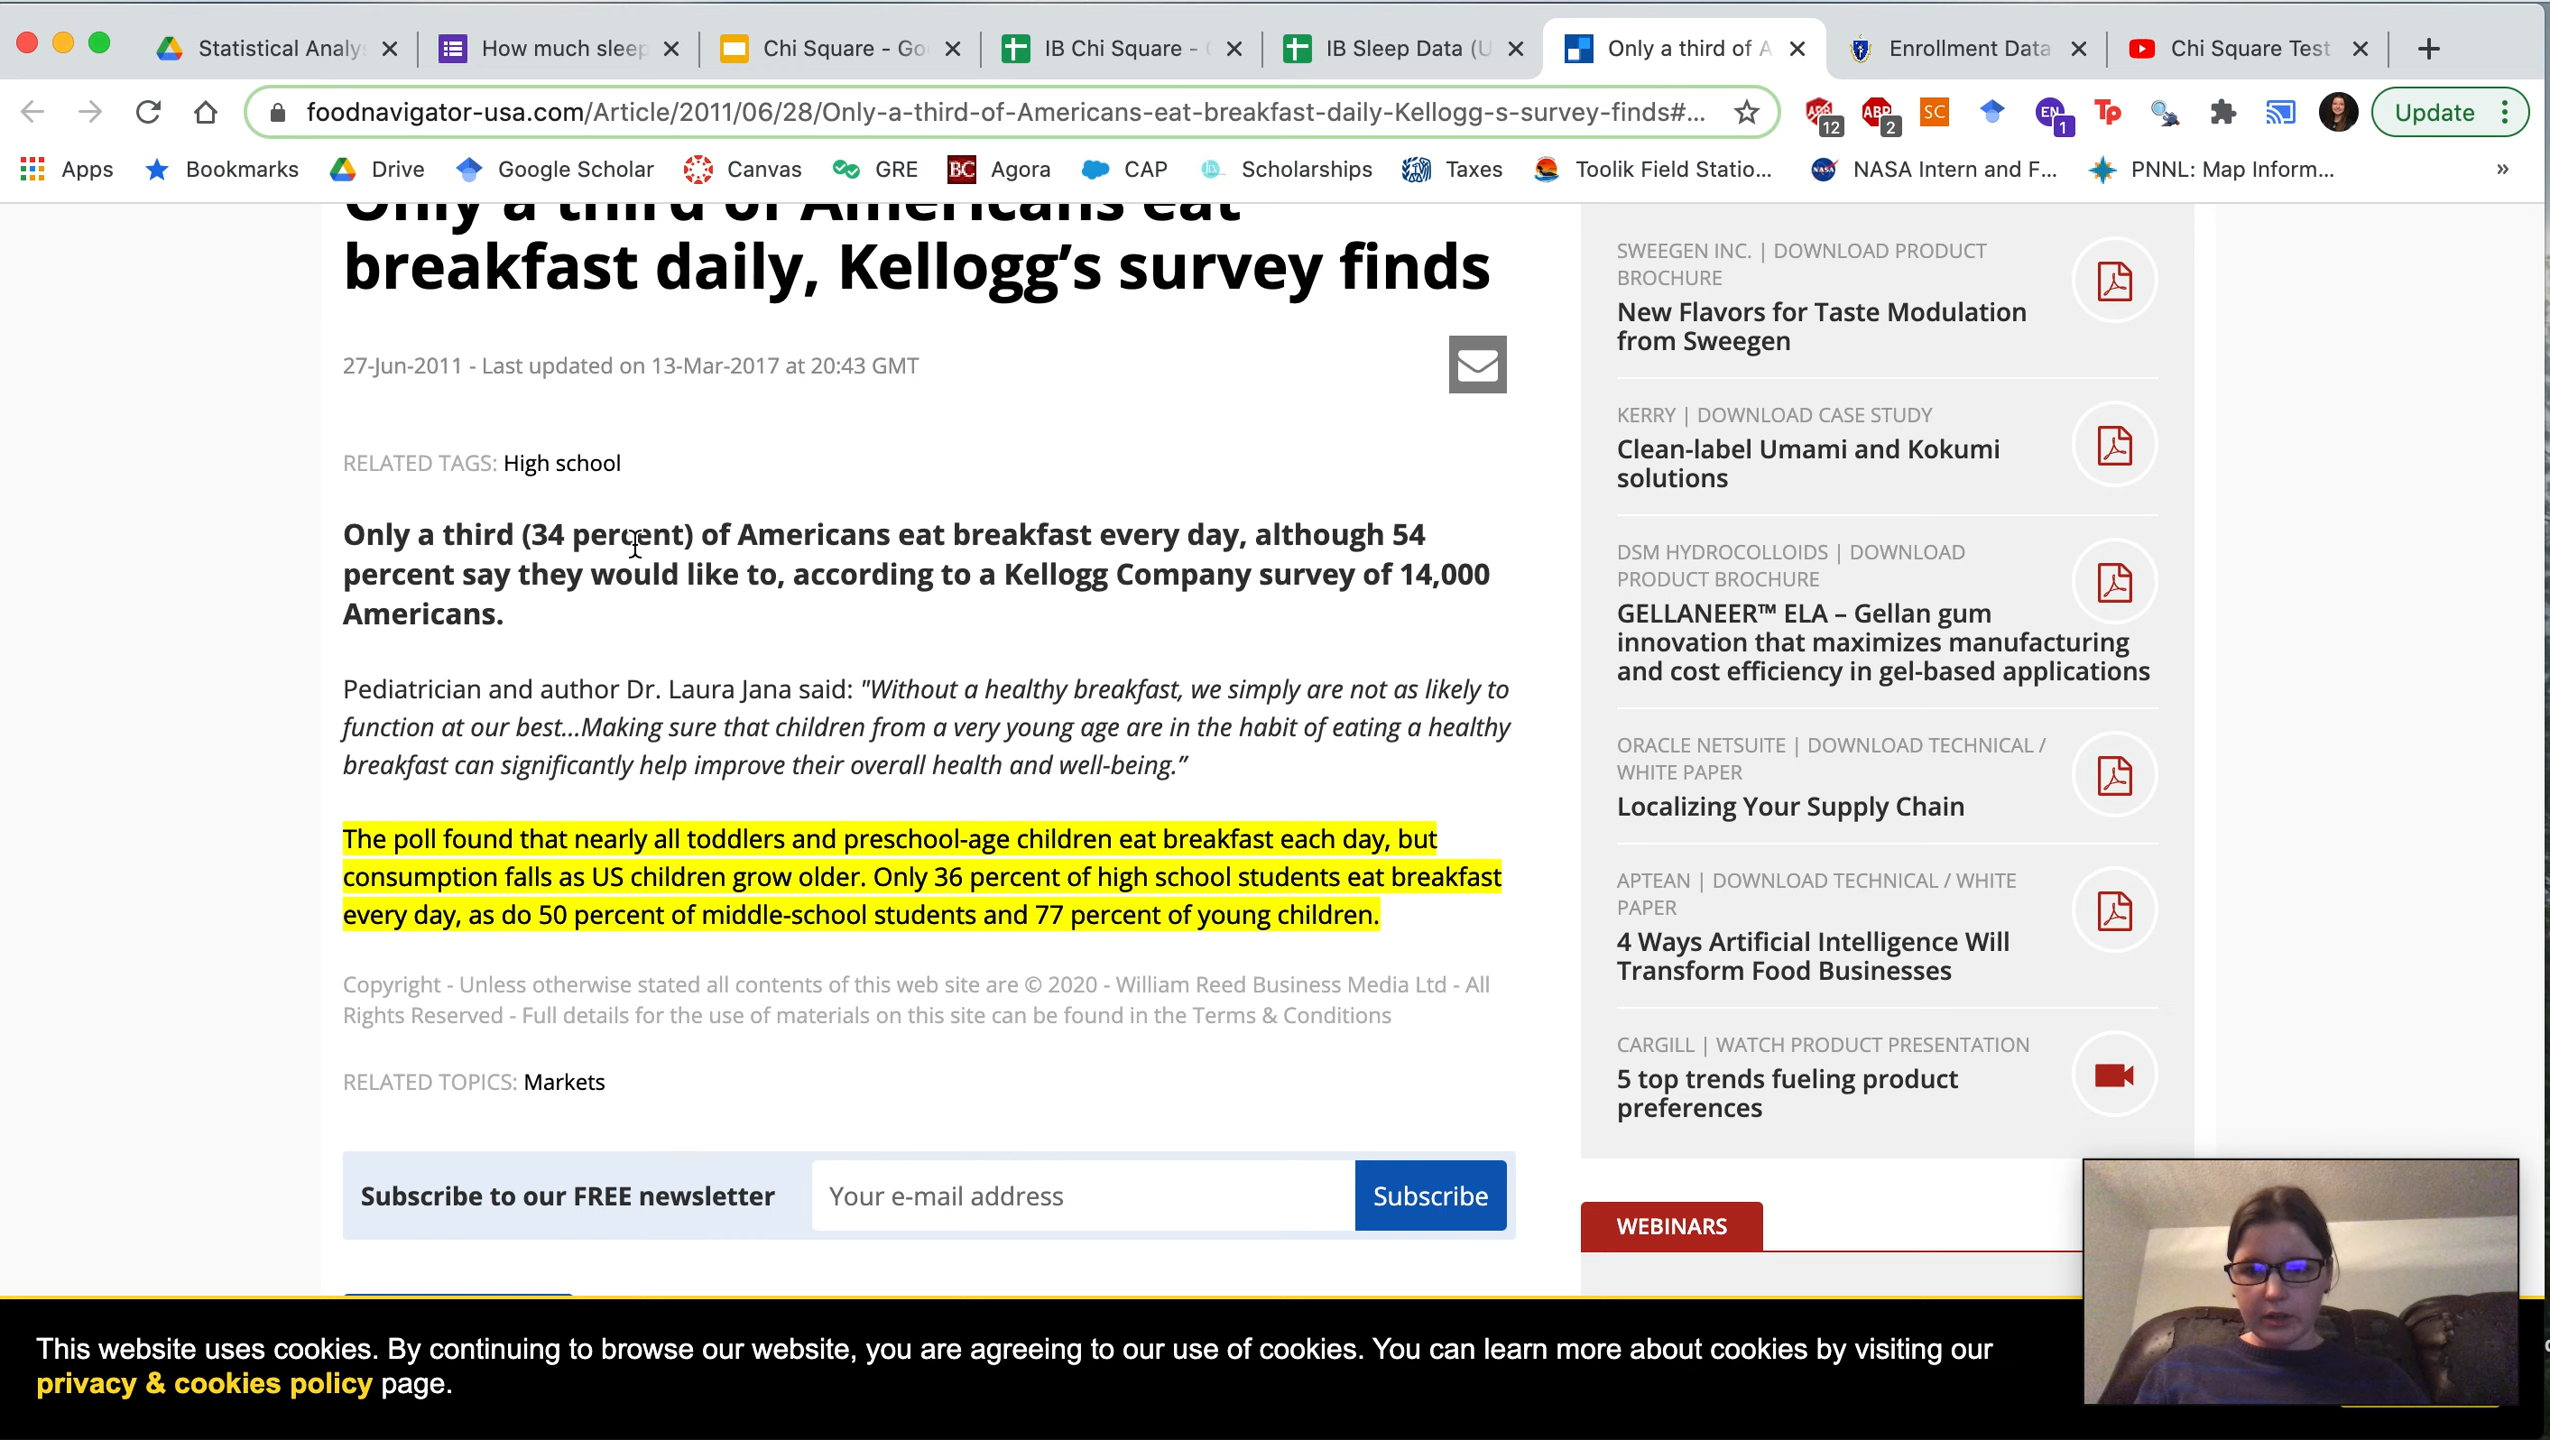 Statistical Analys
How much sleep
Chi Square - Go
IB Chi Square -
IB Sleep Data (U
Only a third of A
Enrollment Data
Chi Square Test
foodnavigator-usa.com/Article/2011/06/28/Only-a-third-of-Americans-eat-breakfast-daily-Kellogg-s-survey-finds#...
12
ABP
2
SC
EN
1
Tp
Update
Apps
Bookmarks
Drive
Google Scholar
Canvas
GRE
BC
Agora
CAP
Scholarships
Taxes
Toolik Field Statio...
NASA Intern and F...
PNNL: Map Inform...
»
Only a third of Americans eat
breakfast daily, Kellogg’s survey finds
27-Jun-2011 - Last updated on 13-Mar-2017 at 20:43 GMT
RELATED TAGS: High school
Only a third (34 percent) of Americans eat breakfast every day, although 54
percent say they would like to, according to a Kellogg Company survey of 14,000
Americans.
Pediatrician and author Dr. Laura Jana said: "Without a healthy breakfast, we simply are not as likely to
function at our best...Making sure that children from a very young age are in the habit of eating a healthy
breakfast can significantly help improve their overall health and well-being.”
The poll found that nearly all toddlers and preschool-age children eat breakfast each day, but
consumption falls as US children grow older. Only 36 percent of high school students eat breakfast
every day, as do 50 percent of middle-school students and 77 percent of young children.
Copyright - Unless otherwise stated all contents of this web site are © 2020 - William Reed Business Media Ltd - All
Rights Reserved - Full details for the use of materials on this site can be found in the Terms & Conditions
RELATED TOPICS: Markets
Subscribe to our FREE newsletter
Your e-mail address
Subscribe
SWEEGEN INC. | DOWNLOAD PRODUCT
BROCHURE
New Flavors for Taste Modulation
from Sweegen
KERRY | DOWNLOAD CASE STUDY
Clean-label Umami and Kokumi
solutions
DSM HYDROCOLLOIDS | DOWNLOAD
PRODUCT BROCHURE
GELLANEER™ ELA – Gellan gum
innovation that maximizes manufacturing
and cost efficiency in gel-based applications
ORACLE NETSUITE | DOWNLOAD TECHNICAL /
WHITE PAPER
Localizing Your Supply Chain
APTEAN | DOWNLOAD TECHNICAL / WHITE
PAPER
4 Ways Artificial Intelligence Will
Transform Food Businesses
CARGILL | WATCH PRODUCT PRESENTATION
5 top trends fueling product
preferences
WEBINARS
This website uses cookies. By continuing to browse our website, you are agreeing to our use of cookies. You can learn more about cookies by visiting our
privacy & cookies policy page.